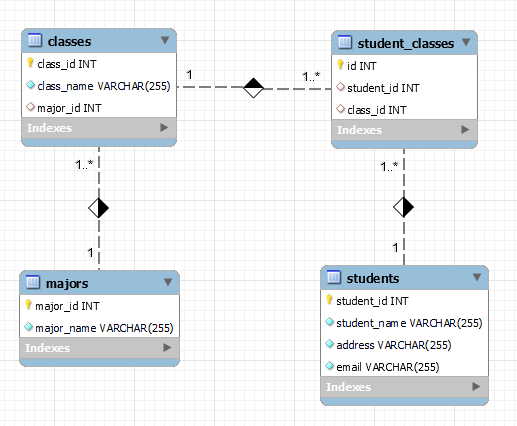 classes
class_id INT
class_name VARCHAR(255)
major_id INT
Indexes
1
1..*
student_classes
id INT
student_id INT
class_id INT
Indexes
1..*
1
1..*
1
majors
major_id INT
major_name VARCHAR(255)
Indexes
students
student_id INT
student_name VARCHAR(255)
address VARCHAR(255)
email VARCHAR(255)
Indexes